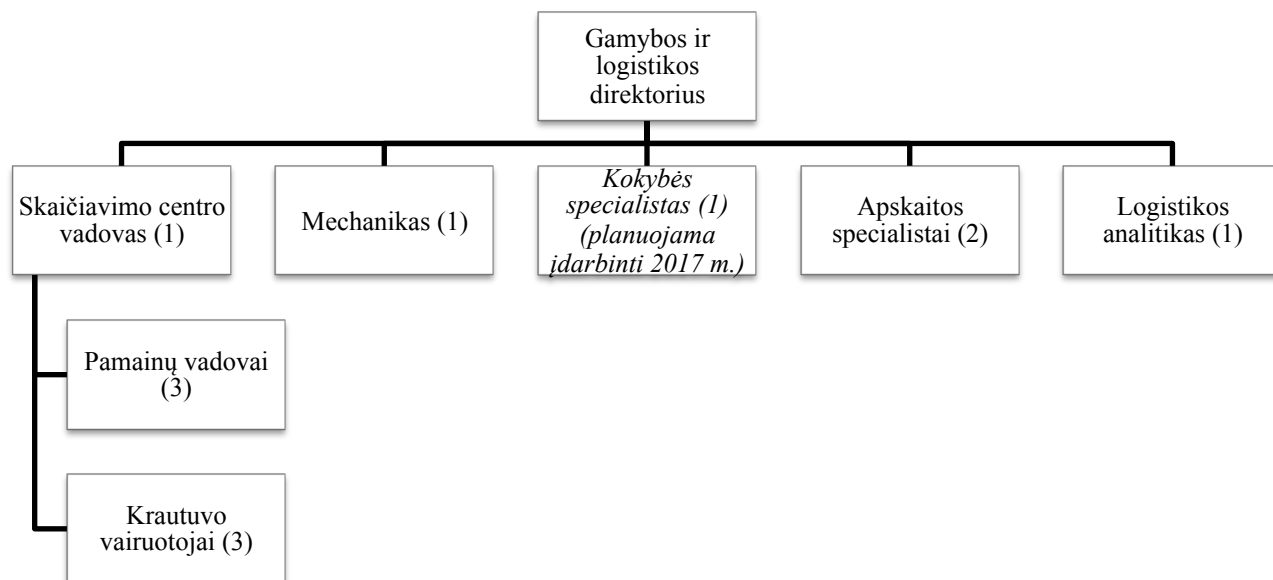 Gamybos ir
logistikos
direktorius
Skaičiavimo centro
vadovas (1)
Mechanikas (1)
Kokybės
specialistas (1)
(planuojama
įdarbinti 2017 m.)
Apskaitos
specialistai (2)
Logistikos
analitikas (1)
Pamainų vadovai
(3)
Krautuvo
vairuotojai (3)